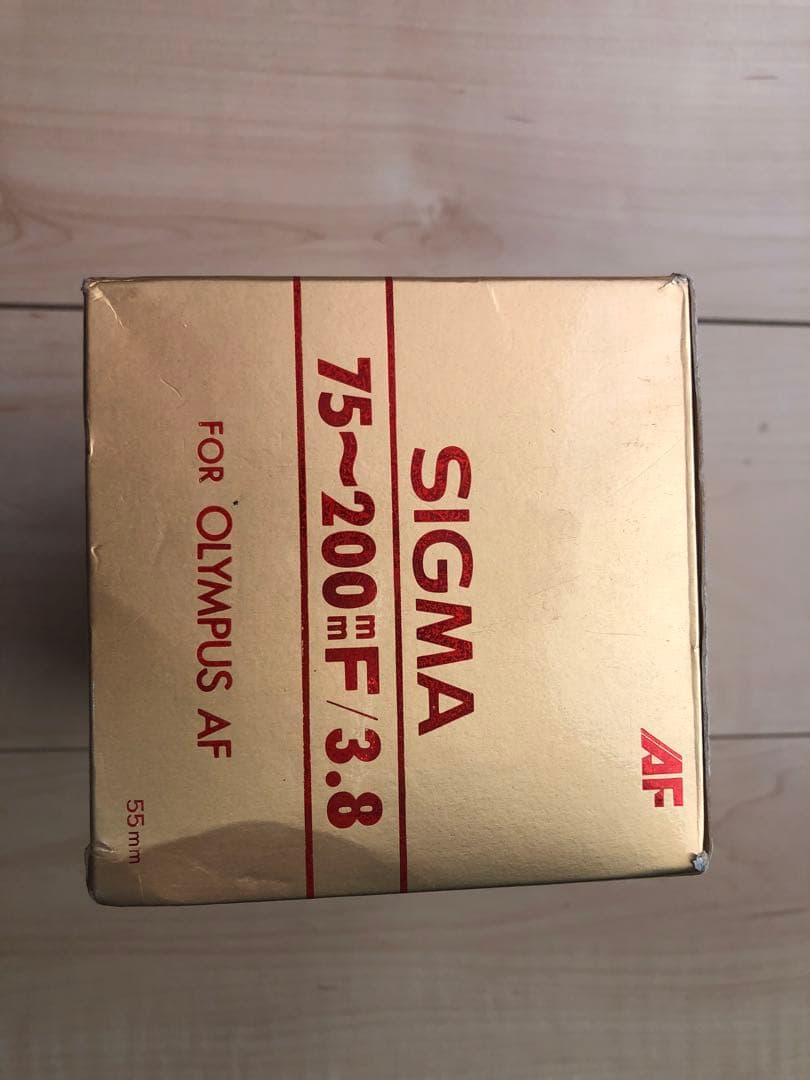 AF
SIGMA
75~200mm F/3.8
FOR OLYMPUS AF
55mm